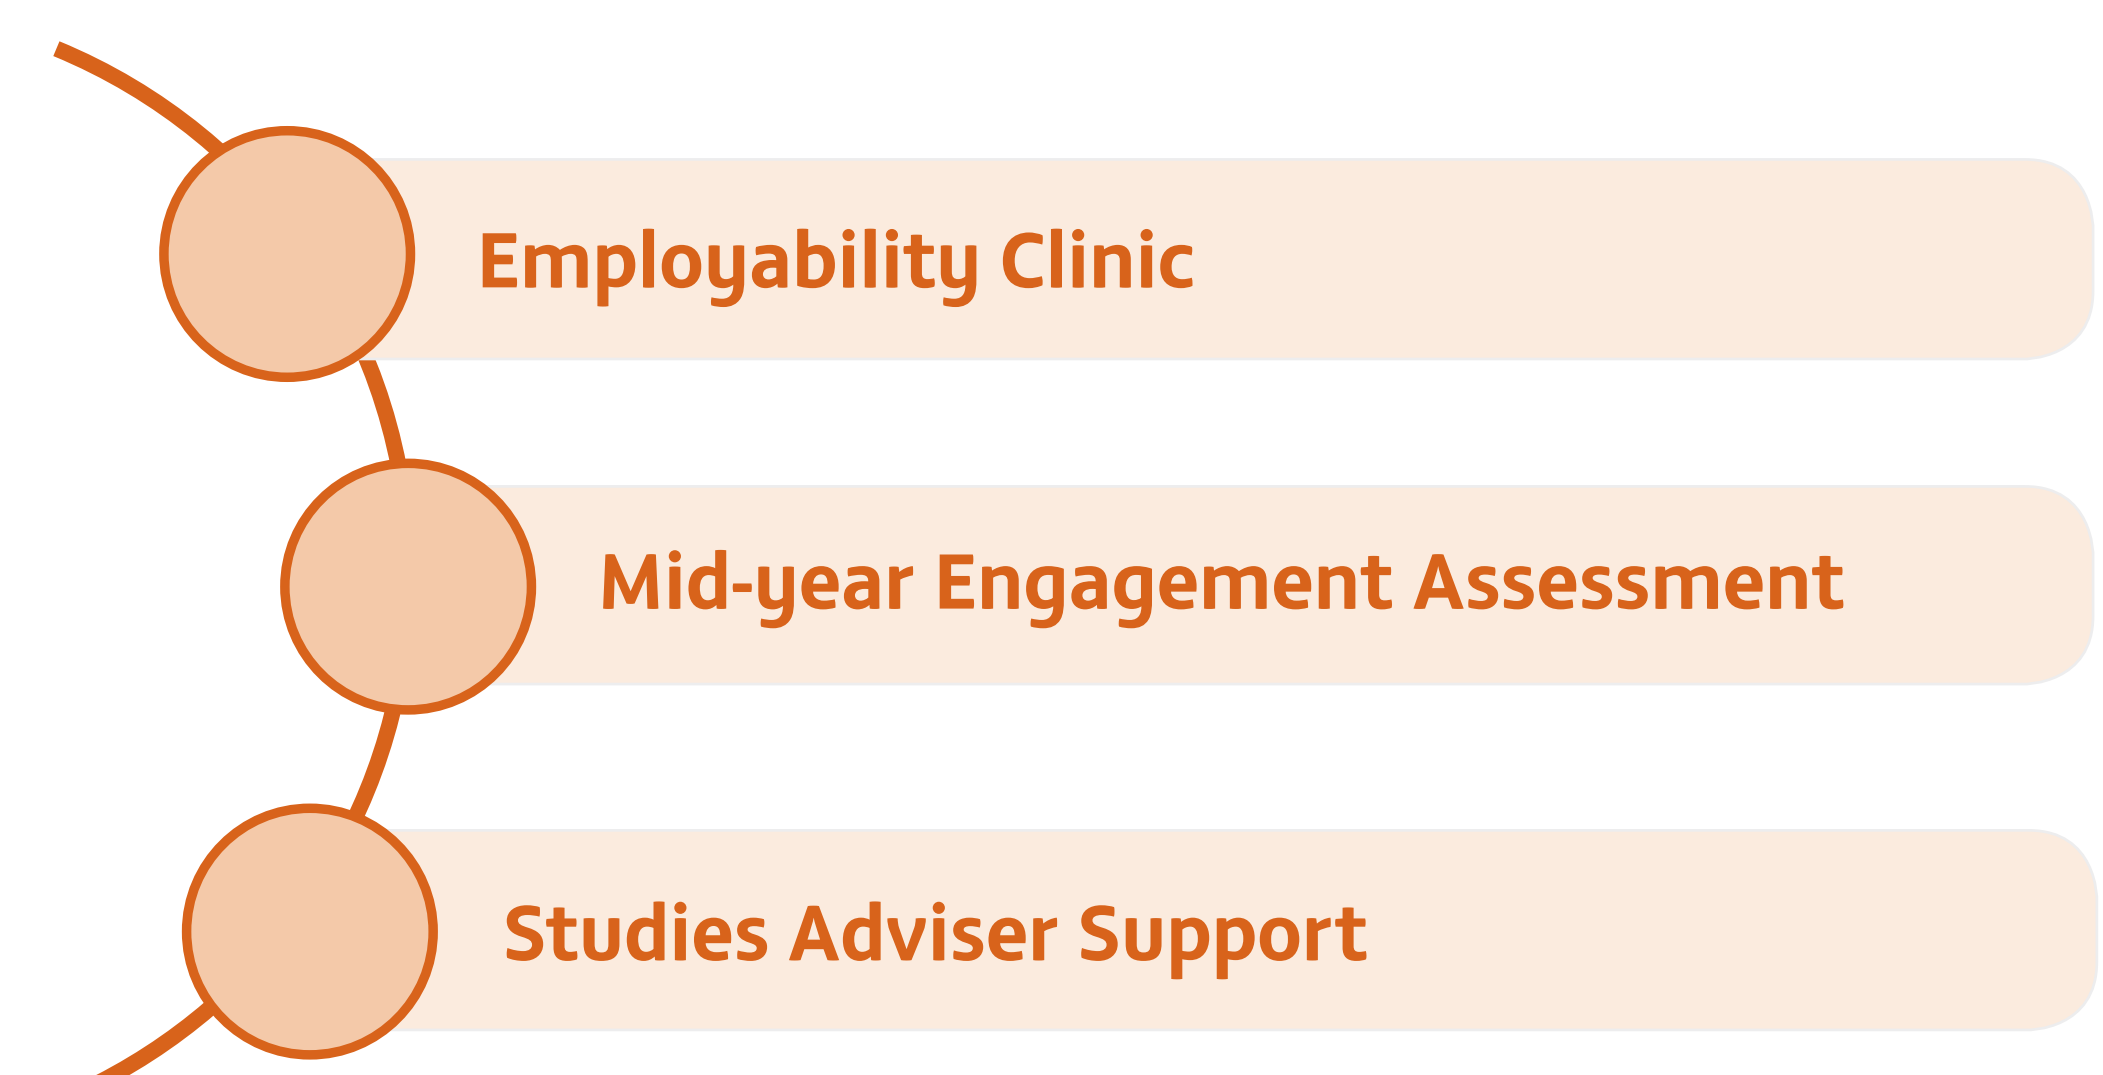 Employability Clinic
Mid-year Engagement Assessment
Studies Adviser Support